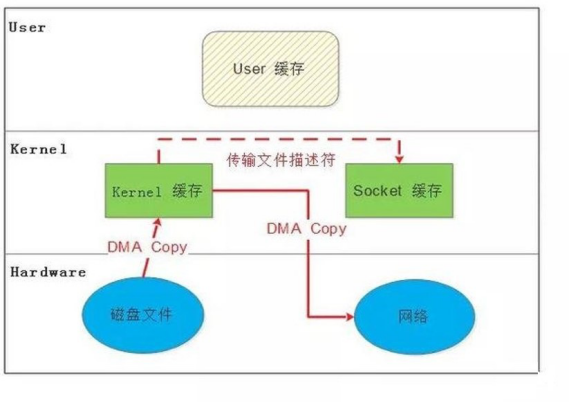 User
User 缓存
Kernel
传输文件描述符
Kernel 缓存
Socket 缓存
DMA Copy
DMA Copy
Hardware
磁盘文件
网络